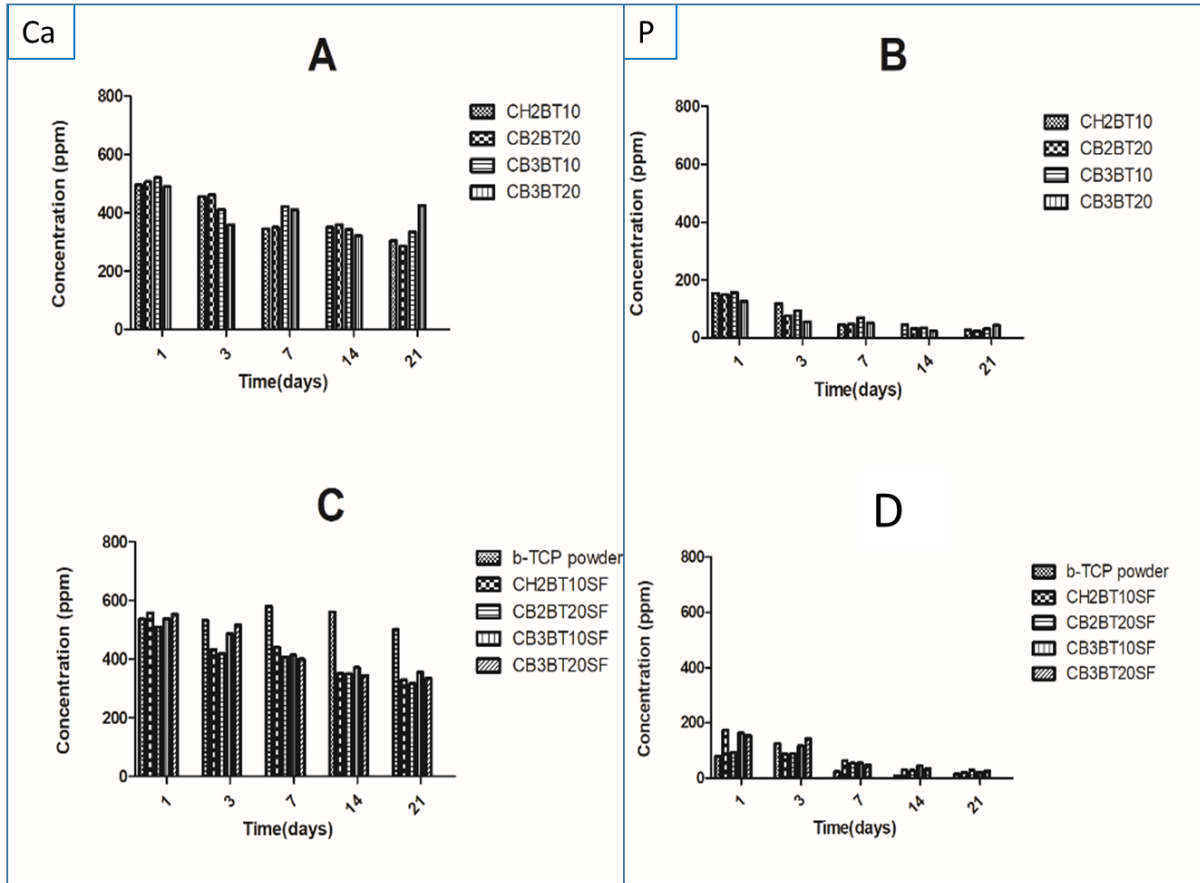 Ca
A
800
600
400
200
0
Concentration (ppm)
1 3 7 14 21
Time(days)
CH2BT10
CB2BT20
CB3BT10
CB3BT20
P
B
800
600
400
200
0
Concentration (ppm)
1 3 7 14 21
Time(days)
CH2BT10
CB2BT20
CB3BT10
CB3BT20
C
800
600
400
200
0
Concentration (ppm)
1 3 7 14 21
Time(days)
b-TCP powder
CH2BT10SF
CB2BT20SF
CB3BT10SF
CB3BT20SF
D
800
600
400
200
0
Concentration (ppm)
1 3 7 14 21
Time(days)
b-TCP powder
CH2BT10SF
CB2BT20SF
CB3BT10SF
CB3BT20SF